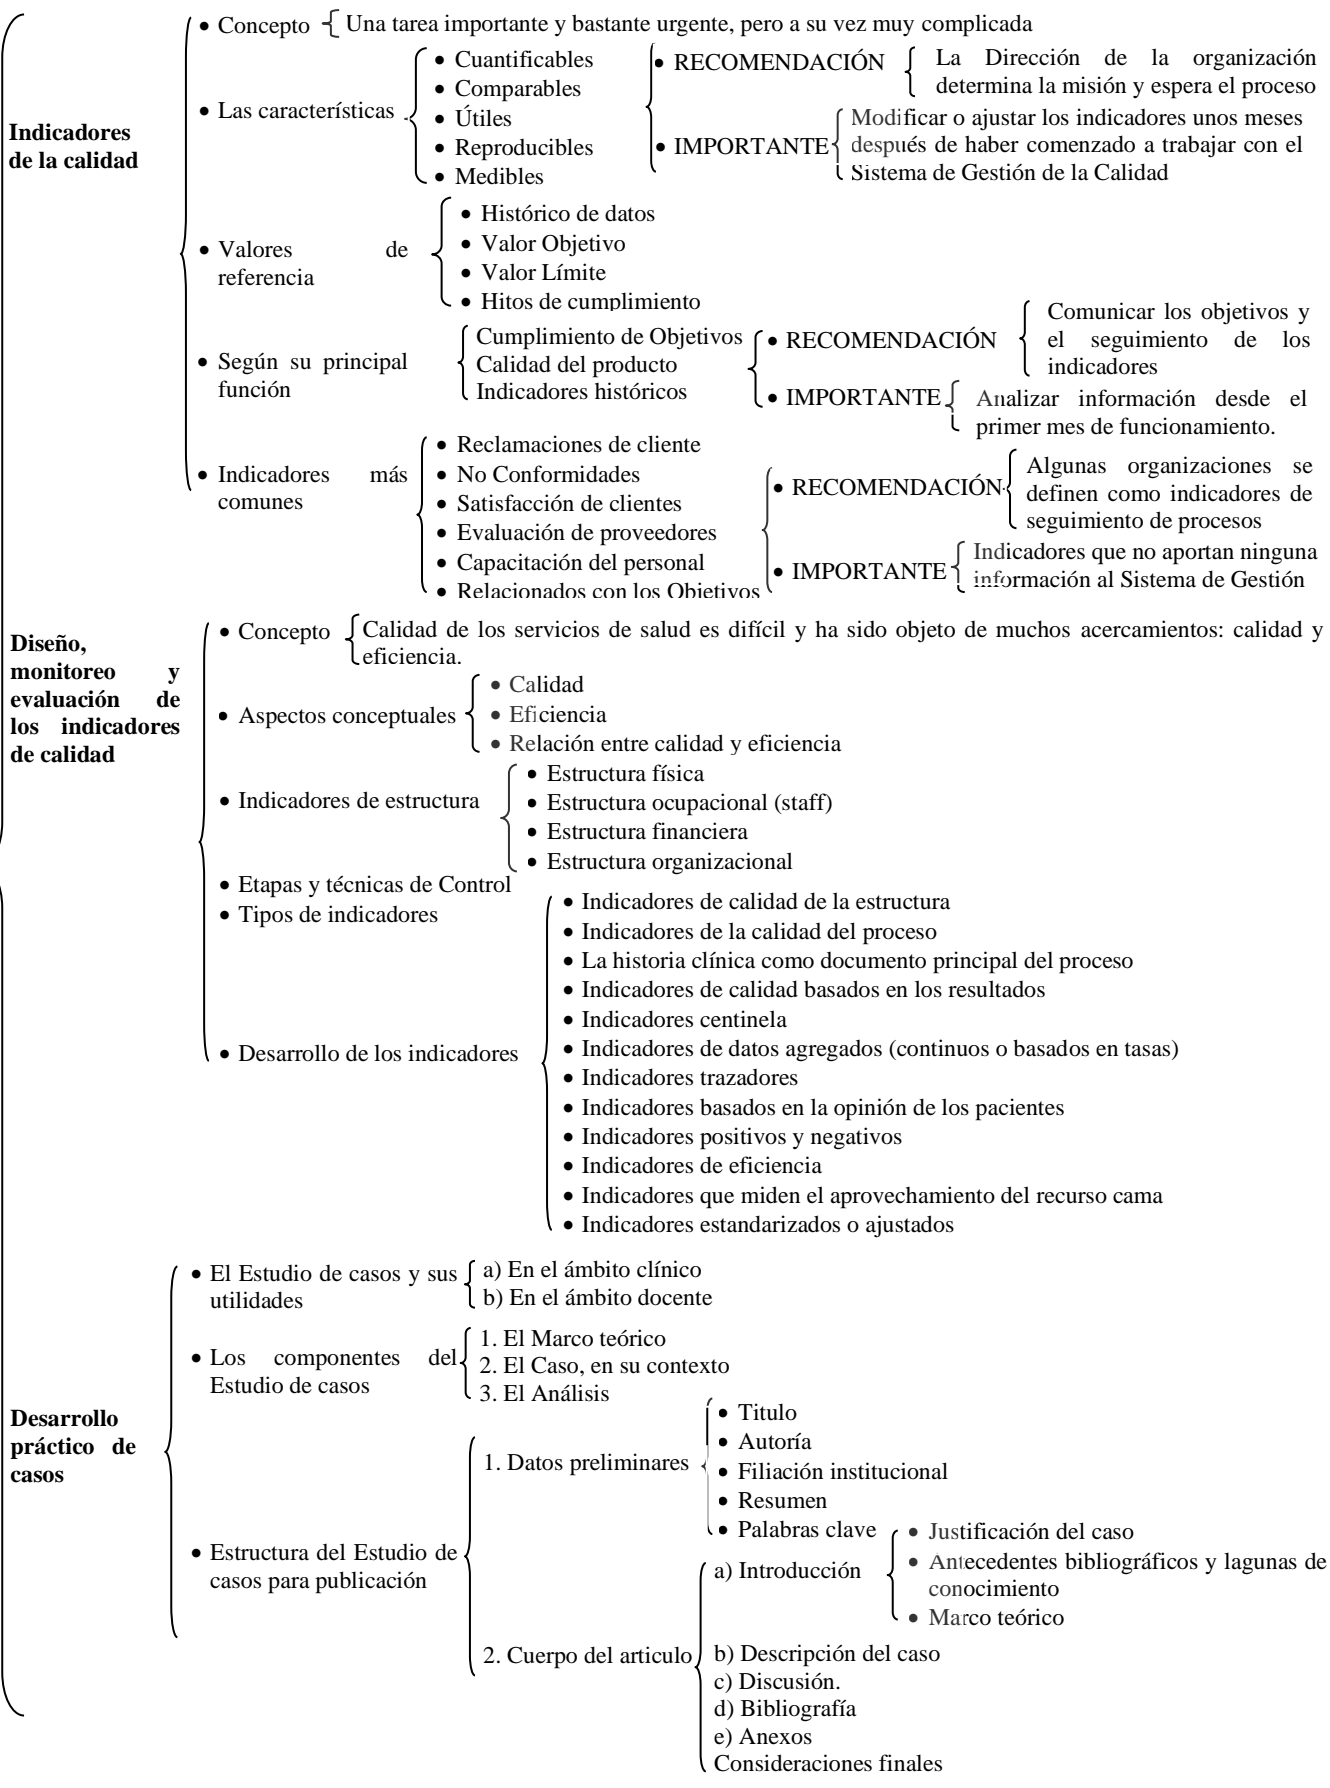 Indicadores
de la calidad
• Concepto
Una tarea importante y bastante urgente, pero a su vez muy complicada
• Las características
• Cuantificables
• Comparables
• Útiles
• Reproducibles
• Medibles
• RECOMENDACIÓN
La Dirección de la organización
determina la misión y espera el proceso
• IMPORTANTE
Modificar o ajustar los indicadores unos meses
después de haber comenzado a trabajar con el
Sistema de Gestión de la Calidad
• Valores de
referencia
• Histórico de datos
• Valor Objetivo
• Valor Límite
• Hitos de cumplimiento
• Según su principal
función
Cumplimiento de Objetivos
Calidad del producto
Indicadores históricos
• RECOMENDACIÓN
Comunicar los objetivos y
el seguimiento de los
indicadores
• IMPORTANTE
Analizar información desde el
primer mes de funcionamiento.
• Indicadores más
comunes
• Reclamaciones de cliente
• No Conformidades
• Satisfacción de clientes
• Evaluación de proveedores
• Capacitación del personal
• Relacionados con los Objetivos
• RECOMENDACIÓN
Algunas organizaciones se
definen como indicadores de
seguimiento de procesos
• IMPORTANTE
Indicadores que no aportan ninguna
información al Sistema de Gestión
Diseño,
monitoreo y
evaluación de
los indicadores
de calidad
• Concepto
Calidad de los servicios de salud es difícil y ha sido objeto de muchos acercamientos: calidad y
eficiencia.
• Aspectos conceptuales
• Calidad
• Eficiencia
• Relación entre calidad y eficiencia
• Indicadores de estructura
• Estructura física
• Estructura ocupacional (staff)
• Estructura financiera
• Estructura organizacional
• Etapas y técnicas de Control
• Tipos de indicadores
• Desarrollo de los indicadores
• Indicadores de calidad de la estructura
• Indicadores de la calidad del proceso
• La historia clínica como documento principal del proceso
• Indicadores de calidad basados en los resultados
• Indicadores centinela
• Indicadores de datos agregados (continuos o basados en tasas)
• Indicadores trazadores
• Indicadores basados en la opinión de los pacientes
• Indicadores positivos y negativos
• Indicadores de eficiencia
• Indicadores que miden el aprovechamiento del recurso cama
• Indicadores estandarizados o ajustados
Desarrollo
práctico de
casos
• El Estudio de casos y sus
utilidades
a) En el ámbito clínico
b) En el ámbito docente
• Los componentes del
Estudio de casos
1. El Marco teórico
2. El Caso, en su contexto
3. El Análisis
• Estructura del Estudio de
casos para publicación
1. Datos preliminares
• Titulo
• Autoría
• Filiación institucional
• Resumen
• Palabras clave
2. Cuerpo del articulo
a) Introducción
• Justificación del caso
• Antecedentes bibliográficos y lagunas de
conocimiento
• Marco teórico
b) Descripción del caso
c) Discusión.
d) Bibliografía
e) Anexos
Consideraciones finales